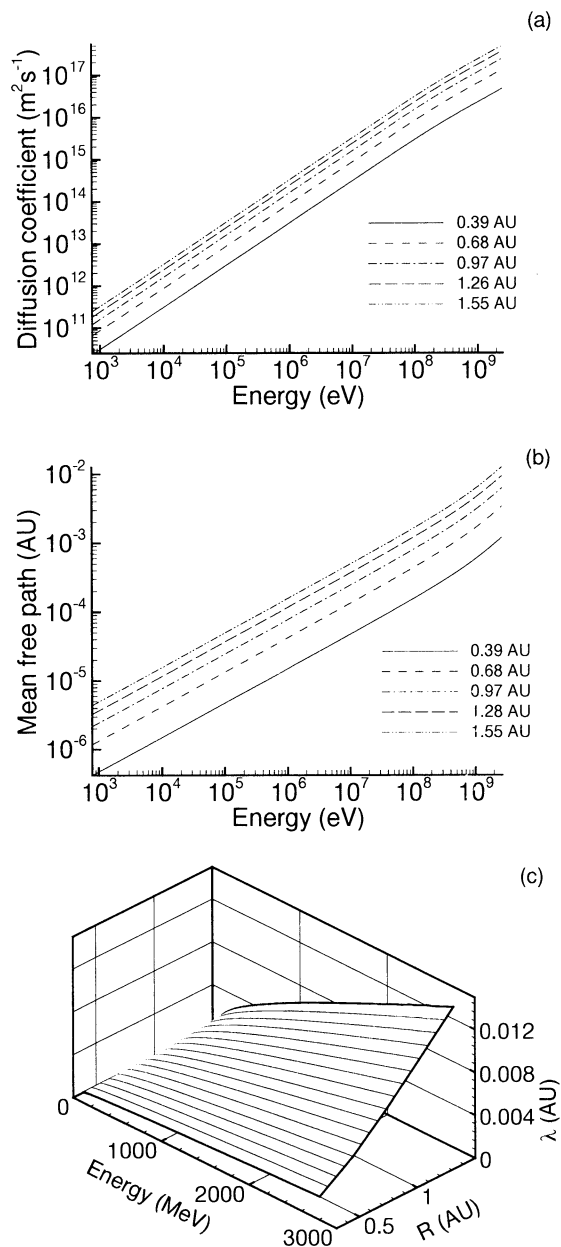 (a)
Diffusion coefficient (m²s⁻¹)
10¹⁷
10¹⁶
10¹⁵
10¹⁴
10¹³
10¹²
10¹¹
0.39 AU
0.68 AU
0.97 AU
1.26 AU
1.55 AU
10³ 10⁴ 10⁵ 10⁶ 10⁷ 10⁸ 10⁹
Energy (eV)
(b)
Mean free path (AU)
10⁻²
10⁻³
10⁻⁴
10⁻⁵
10⁻⁶
0.39 AU
0.68 AU
0.97 AU
1.28 AU
1.55 AU
10³ 10⁴ 10⁵ 10⁶ 10⁷ 10⁸ 10⁹
Energy (eV)
(c)
0.012
0.008
0.004
0
λ (AU)
0
1000
2000
3000
Energy (MeV)
0.5
1
R (AU)